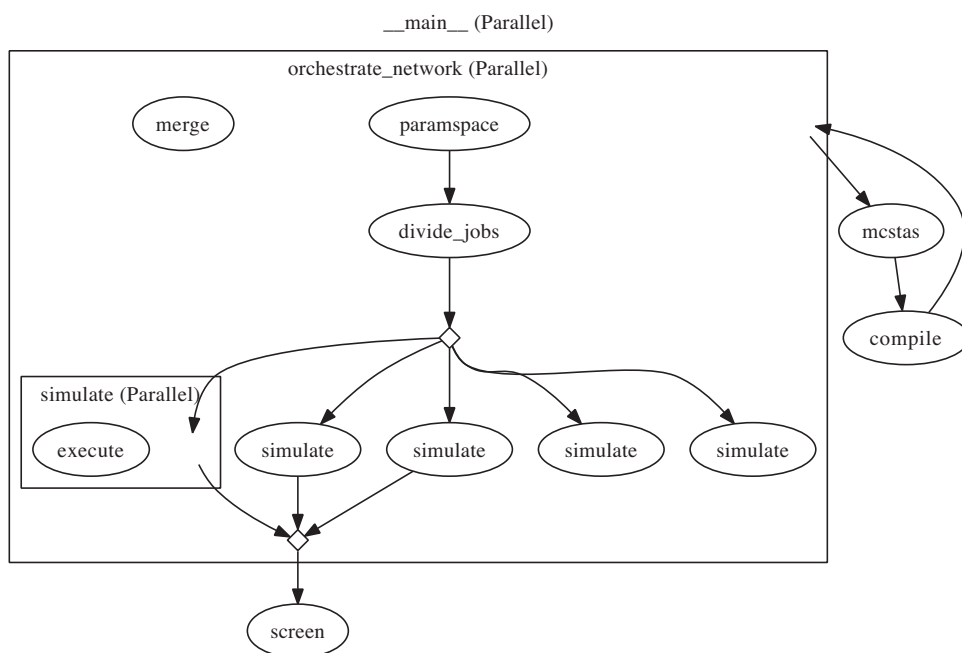 __main__ (Parallel)
orchestrate_network (Parallel)
merge
paramspace
divide_jobs
mcstas
compile
simulate (Parallel)
execute
simulate
simulate
simulate
simulate
screen